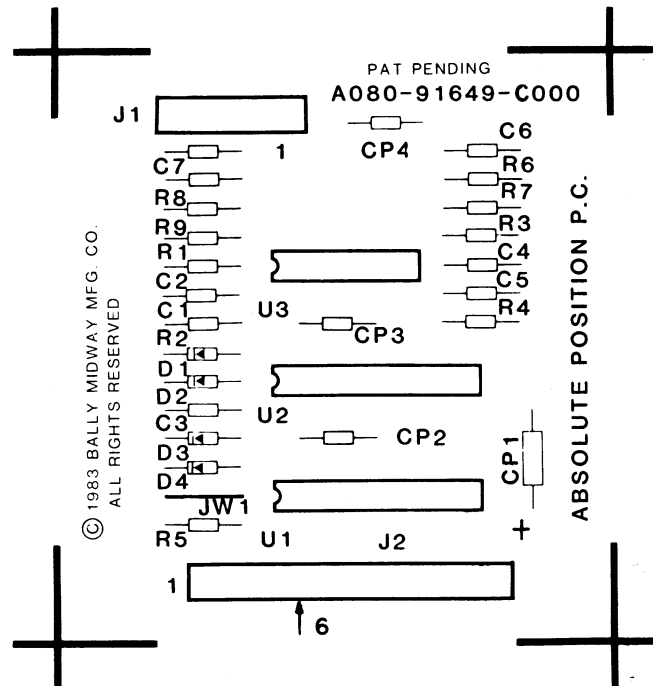 PAT PENDING
A080-91649-C000
J1
1
CP4
C6
C7
R6
R8
R7
R9
R3
R1
C4
C2
C5
C1
U3
R4
R2
CP3
D1
D2
U2
C3
CP2
CP1
D3
D4
JW1
R5
U1
J2
+
1
6
© 1983 BALLY MIDWAY MFG. CO.
ALL RIGHTS RESERVED
ABSOLUTE POSITION P.C.